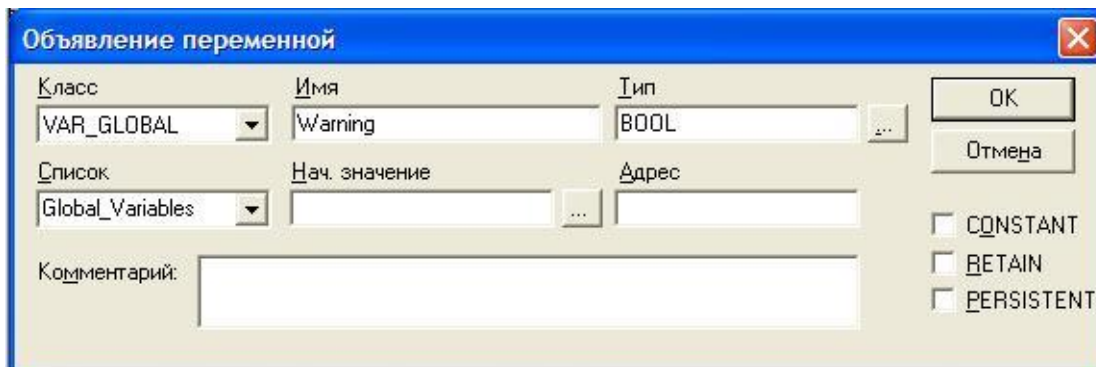 Объявление переменной
Класс Имя Тип
VAR_GLOBAL Warning BOOL ... OK
Отмена
Список Нач. значение Адрес
Global_Variables ...
CONSTANT
Комментарий: RETAIN
PERSISTENT